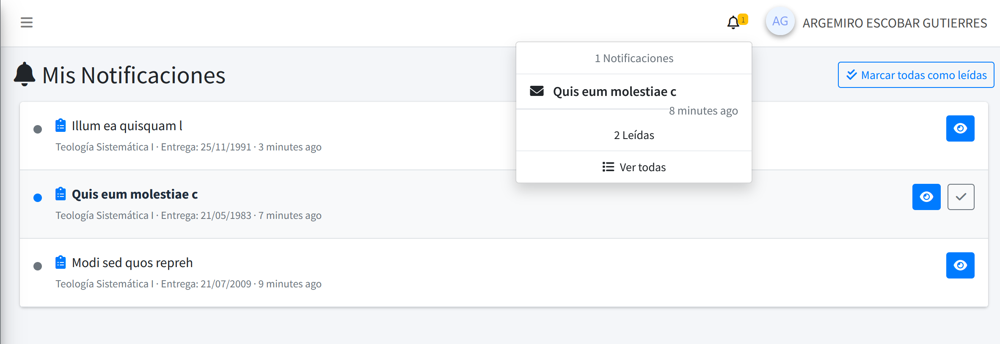 1
AG
ARGEMIRO ESCOBAR GUTIERRES
Mis Notificaciones
Marcar todas como leídas
1 Notificaciones
Quis eum molestiae c
8 minutes ago
2 Leídas
Ver todas
Illum ea quisquam l
Teología Sistemática I · Entrega: 25/11/1991 · 3 minutes ago
Quis eum molestiae c
Teología Sistemática I · Entrega: 21/05/1983 · 7 minutes ago
Modi sed quos repreh
Teología Sistemática I · Entrega: 21/07/2009 · 9 minutes ago